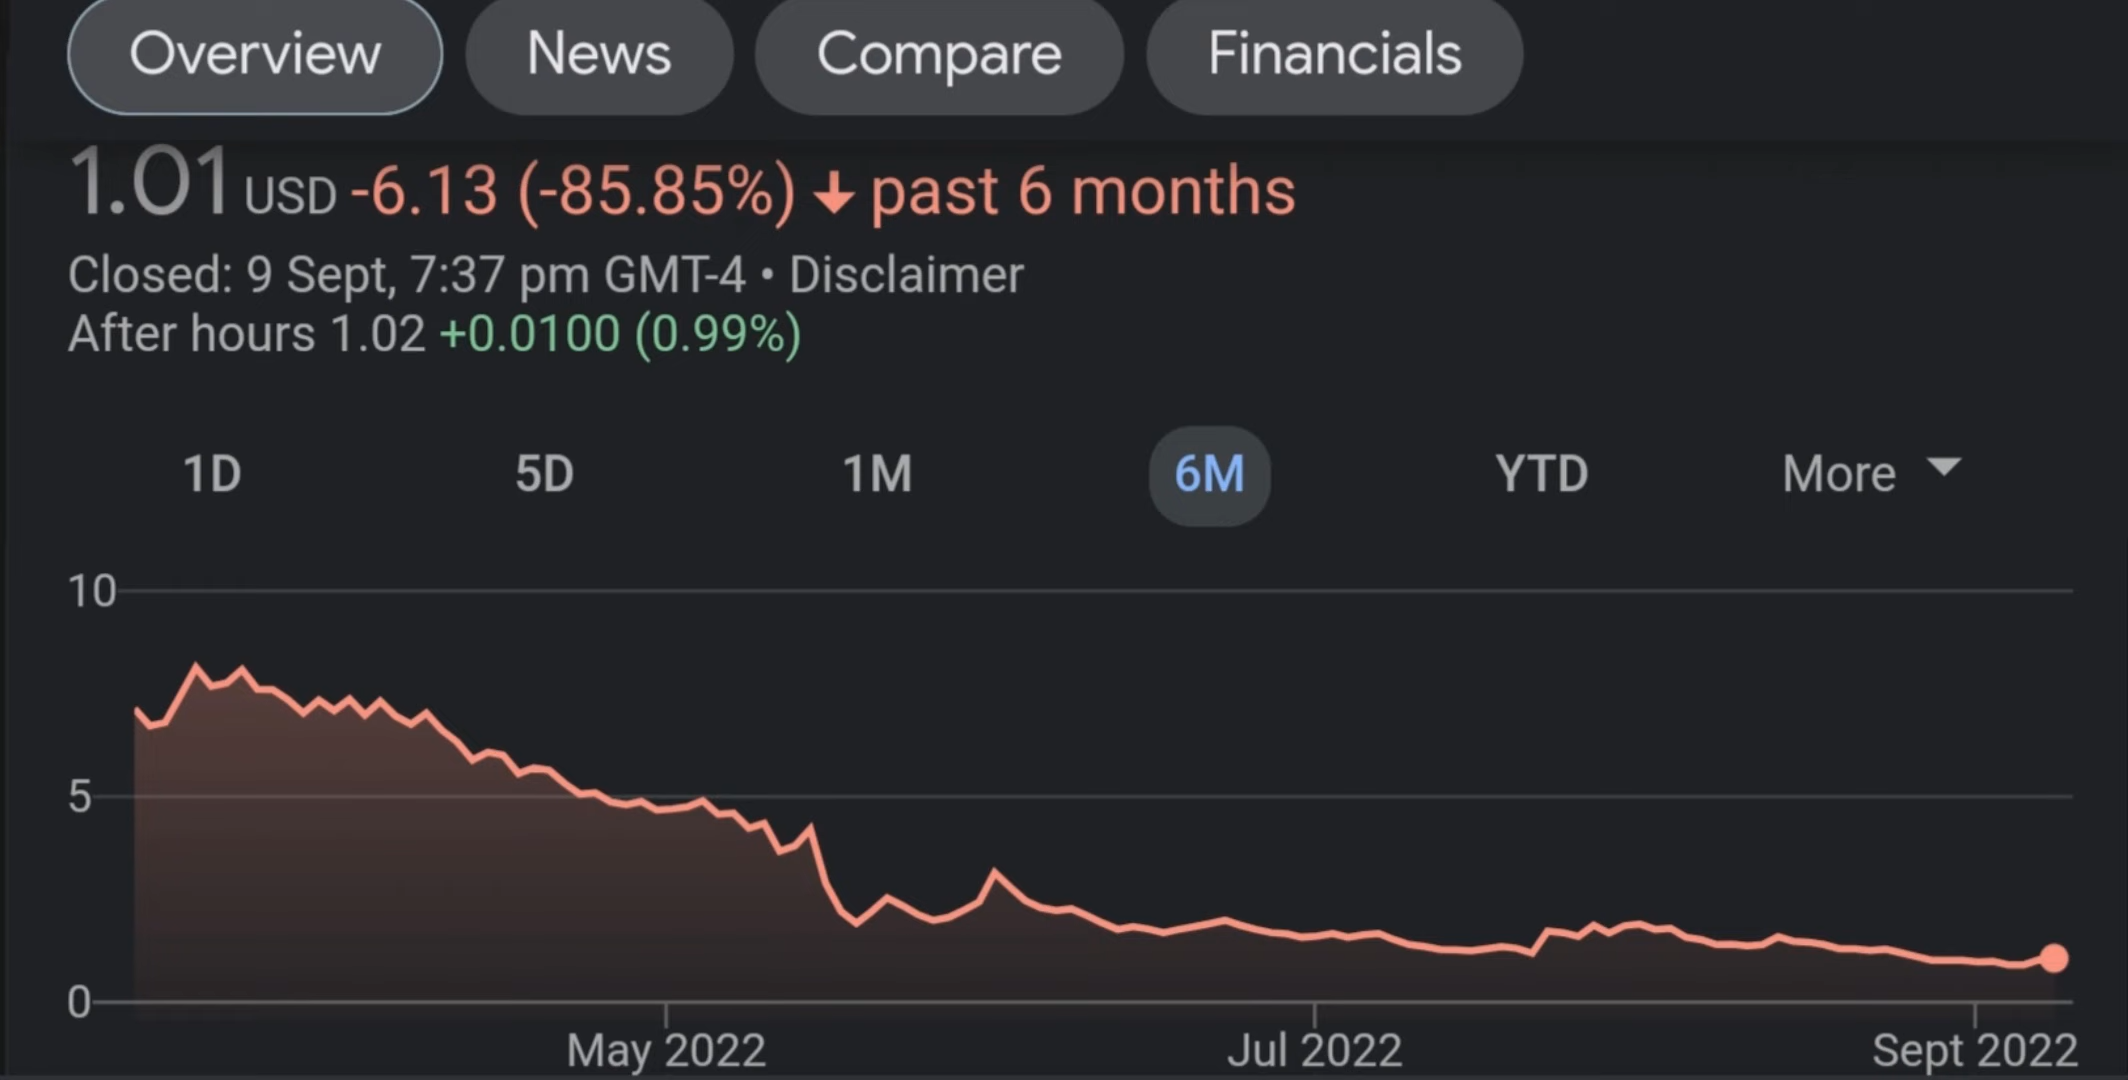 Overview News Compare Financials
1.01 USD -6.13 (-85.85%) ↓ past 6 months
Closed: 9 Sept, 7:37 pm GMT-4 • Disclaimer
After hours 1.02 +0.0100 (0.99%)
1D 5D 1M 6M YTD More
10
5
0
May 2022 Jul 2022 Sept 2022